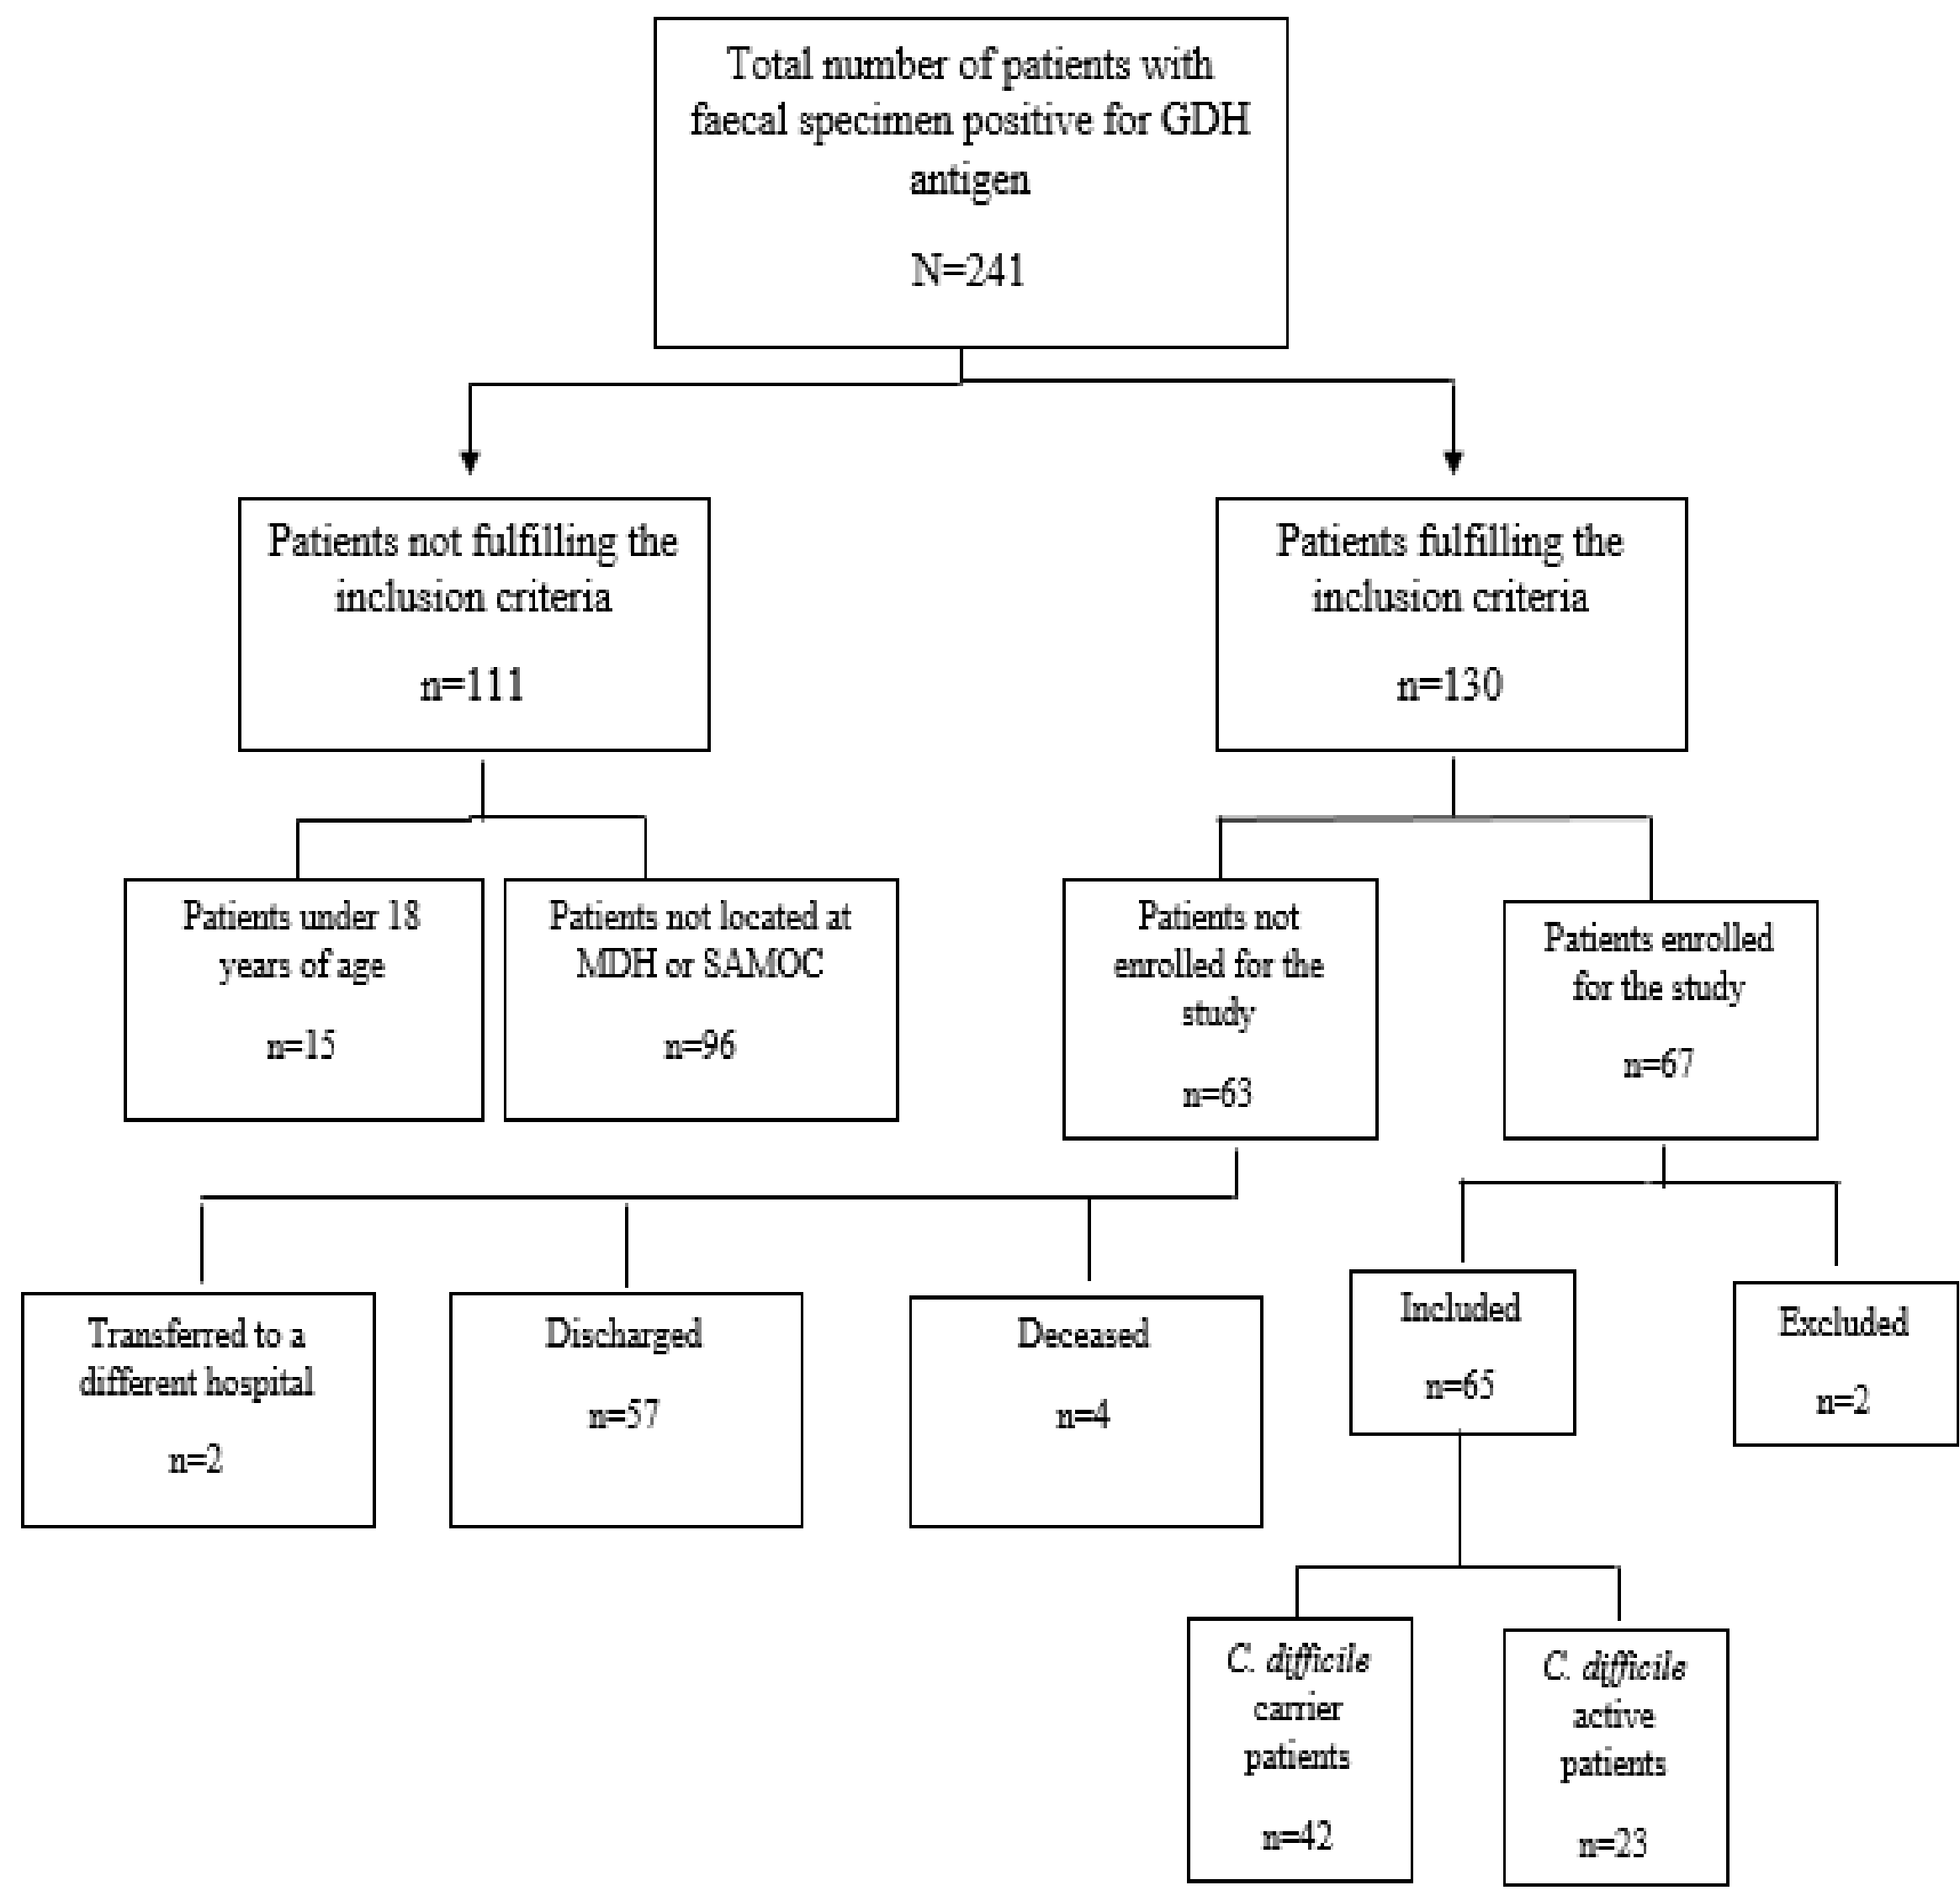 Total number of patients with
faecal specimen positive for GDH
antigen
N=241
Patients not fulfilling the
inclusion criteria
n=111
Patients fulfilling the
inclusion criteria
n=130
Patients under 18
years of age
n=15
Patients not located at
MDH or SAMOC
n=96
Patients not
enrolled for the
study
n=63
Patients enrolled
for the study
n=67
Transferred to a
different hospital
n=2
Discharged
n=57
Deceased
n=4
Included
n=65
Excluded
n=2
C. difficile
carrier
patients
n=42
C. difficile
active
patients
n=23